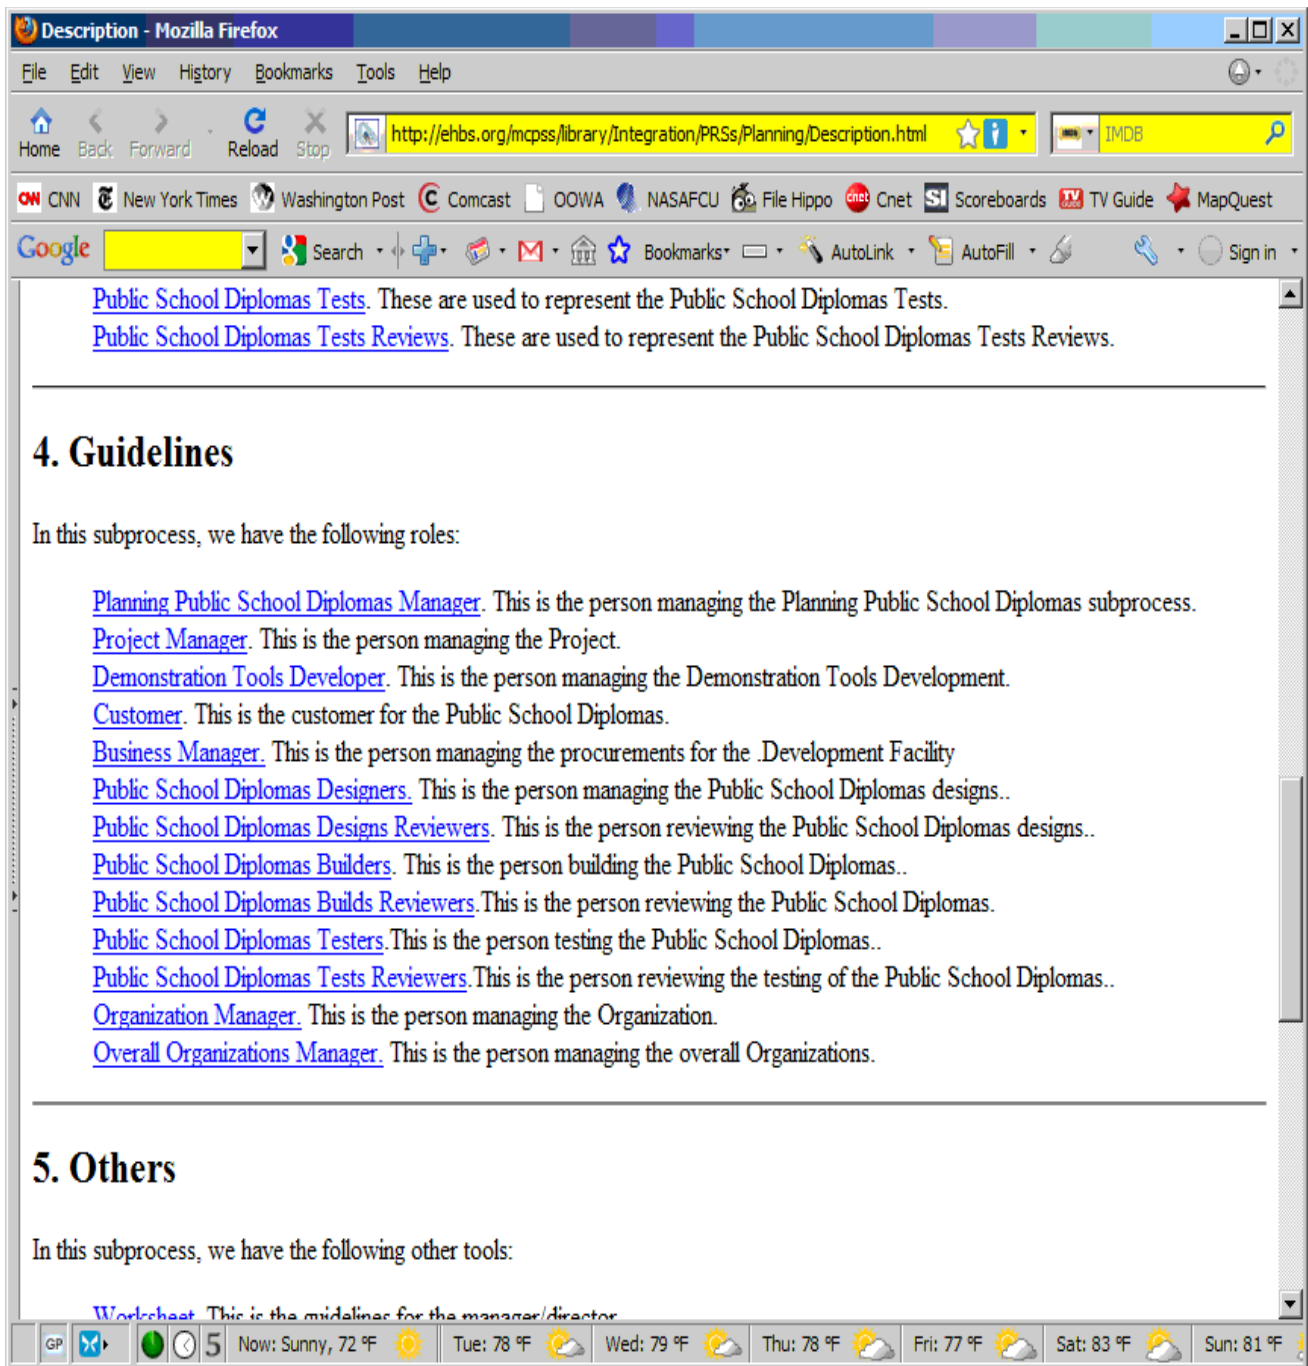 Description - Mozilla Firefox
File Edit View History Bookmarks Tools Help
Home Back Forward Reload Stop http://ehbs.org/mcpss/library/Integration/PRSs/Planning/Description.html IMDB
CNN New York Times Washington Post Comcast OOWA NASAFCU File Hippo Cnet Scoreboards TV Guide MapQuest
Google Search Bookmarks AutoLink AutoFill Sign in
Public School Diplomas Tests. These are used to represent the Public School Diplomas Tests.
Public School Diplomas Tests Reviews. These are used to represent the Public School Diplomas Tests Reviews.
4. Guidelines
In this subprocess, we have the following roles:
Planning Public School Diplomas Manager. This is the person managing the Planning Public School Diplomas subprocess.
Project Manager. This is the person managing the Project.
Demonstration Tools Developer. This is the person managing the Demonstration Tools Development.
Customer. This is the customer for the Public School Diplomas.
Business Manager. This is the person managing the procurements for the .Development Facility
Public School Diplomas Designers. This is the person managing the Public School Diplomas designs..
Public School Diplomas Designs Reviewers. This is the person reviewing the Public School Diplomas designs..
Public School Diplomas Builders. This is the person building the Public School Diplomas..
Public School Diplomas Builds Reviewers.This is the person reviewing the Public School Diplomas.
Public School Diplomas Testers.This is the person testing the Public School Diplomas..
Public School Diplomas Tests Reviewers.This is the person reviewing the testing of the Public School Diplomas..
Organization Manager. This is the person managing the Organization.
Overall Organizations Manager. This is the person managing the overall Organizations.
5. Others
In this subprocess, we have the following other tools:
Worksheet. This is the guidelines for the manager/director
GP 5 Now: Sunny, 72 °F Tue: 78 °F Wed: 79 °F Thu: 78 °F Fri: 77 °F Sat: 83 °F Sun: 81 °F